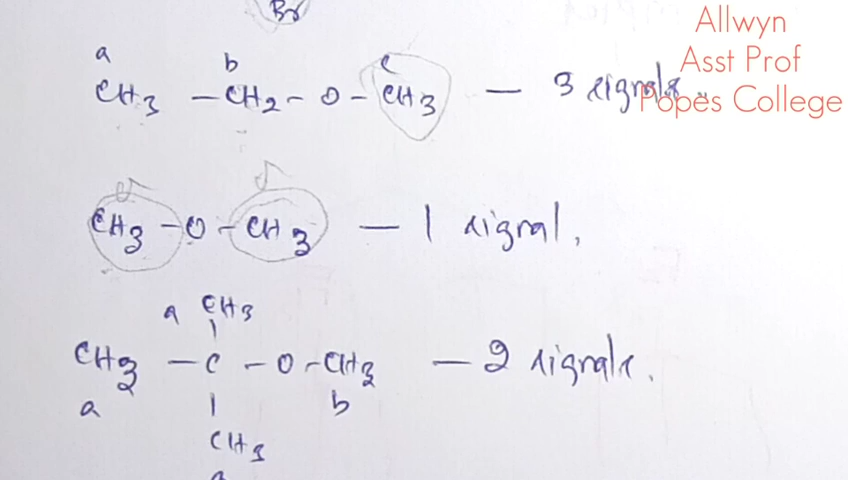 Br
Allwyn
Asst Prof
Popes College
a b c
CH3 – CH2 – O – CH3 — 3 signals.
CH3 – O – CH3 — 1 signal.
a CH3
CH3 – C – O – CH3 — 2 signals.
a b
CH3
a